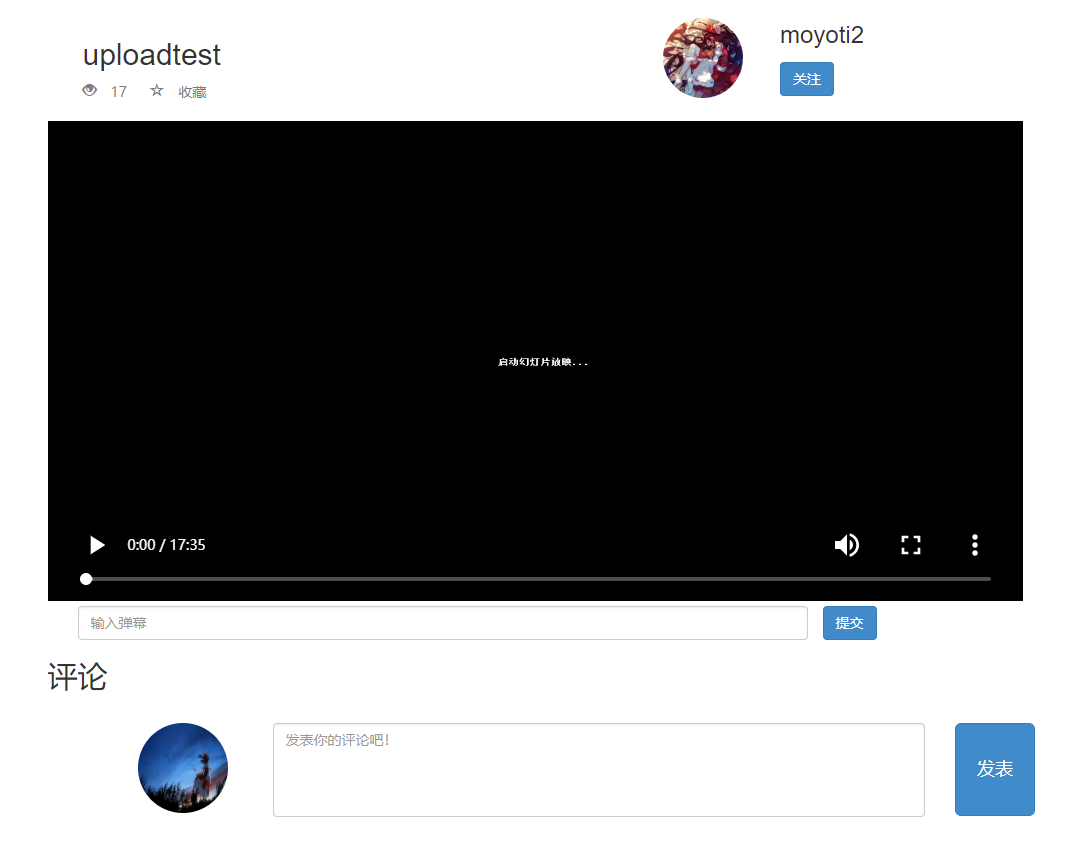 uploadtest
17 收藏
moyoti2
关注
启动幻灯片放映...
0:00 / 17:35
输入弹幕
提交
评论
发表你的评论吧!
发表